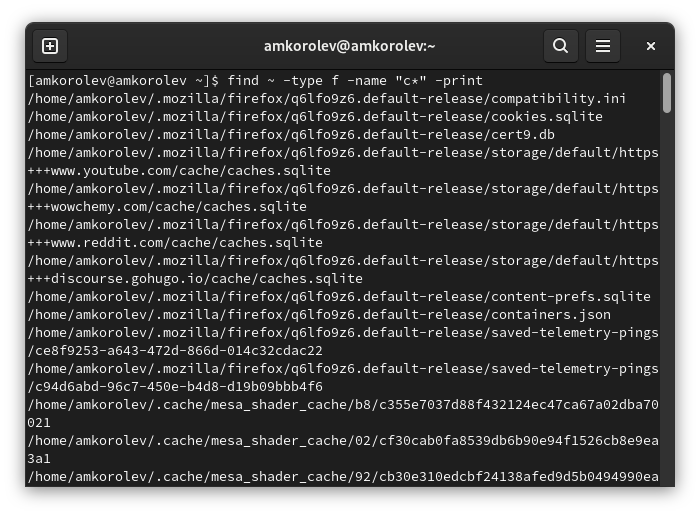 amkorolev@amkorolev:~
[amkorolev@amkorolev ~]$ find ~ -type f -name "c*" -print
/home/amkorolev/.mozilla/firefox/q6lfo9z6.default-release/compatibility.ini
/home/amkorolev/.mozilla/firefox/q6lfo9z6.default-release/cookies.sqlite
/home/amkorolev/.mozilla/firefox/q6lfo9z6.default-release/cert9.db
/home/amkorolev/.mozilla/firefox/q6lfo9z6.default-release/storage/default/https
+++www.youtube.com/cache/caches.sqlite
/home/amkorolev/.mozilla/firefox/q6lfo9z6.default-release/storage/default/https
+++wowchemy.com/cache/caches.sqlite
/home/amkorolev/.mozilla/firefox/q6lfo9z6.default-release/storage/default/https
+++www.reddit.com/cache/caches.sqlite
/home/amkorolev/.mozilla/firefox/q6lfo9z6.default-release/storage/default/https
+++discourse.gohugo.io/cache/caches.sqlite
/home/amkorolev/.mozilla/firefox/q6lfo9z6.default-release/content-prefs.sqlite
/home/amkorolev/.mozilla/firefox/q6lfo9z6.default-release/containers.json
/home/amkorolev/.mozilla/firefox/q6lfo9z6.default-release/saved-telemetry-pings
/ce8f9253-a643-472d-866d-014c32cdac22
/home/amkorolev/.mozilla/firefox/q6lfo9z6.default-release/saved-telemetry-pings
/c94d6abd-96c7-450e-b4d8-d19b09bbb4f6
/home/amkorolev/.cache/mesa_shader_cache/b8/c355e7037d88f432124ec47ca67a02dba70
021
/home/amkorolev/.cache/mesa_shader_cache/02/cf30cab0fa8539db6b90e94f1526cb8e9ea
3a1
/home/amkorolev/.cache/mesa_shader_cache/92/cb30e310edcbf24138afed9d5b0494990ea